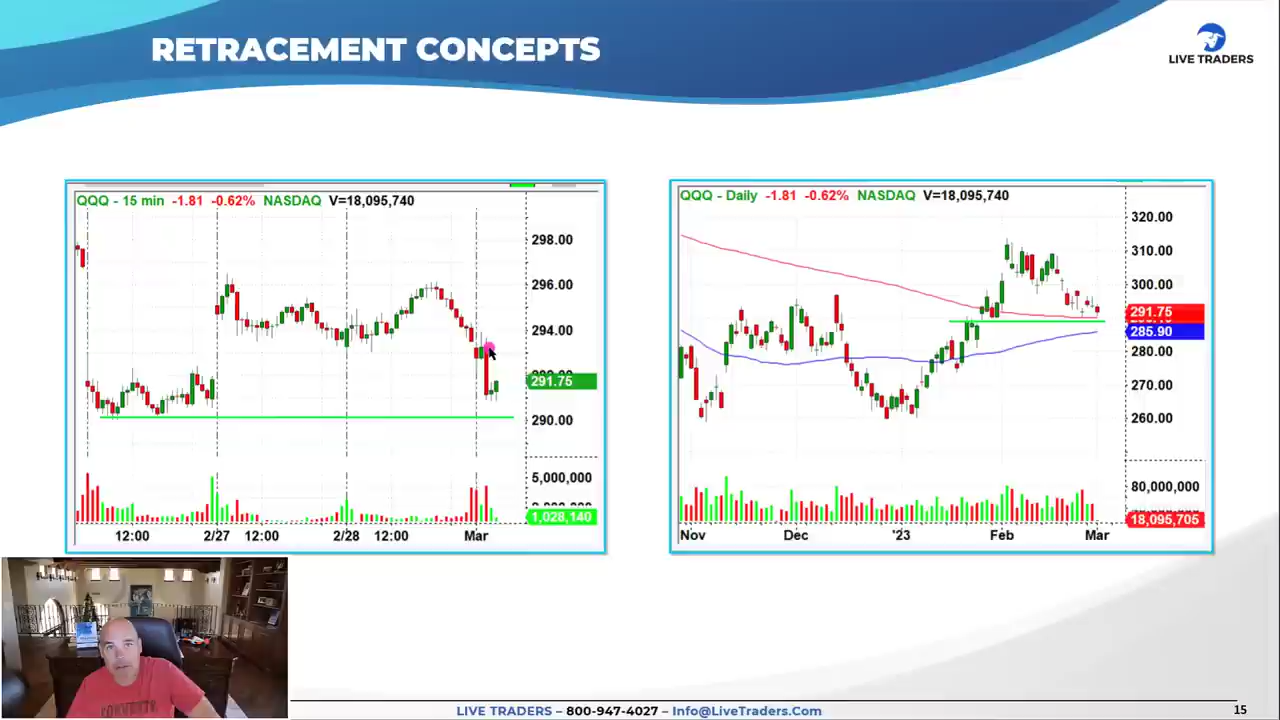 RETRACEMENT CONCEPTS
LIVE TRADERS
QQQ - 15 min -1.81 -0.62% NASDAQ V=18,095,740
298.00
296.00
294.00
291.75
290.00
5,000,000
1,028,140
12:00 2/27 12:00 2/28 12:00 Mar
QQQ - Daily -1.81 -0.62% NASDAQ V=18,095,740
320.00
310.00
300.00
291.75
285.90
280.00
270.00
260.00
80,000,000
18,095,705
Nov Dec '23 Feb Mar
LIVE TRADERS – 800-947-4027 – Info@LiveTraders.Com
15